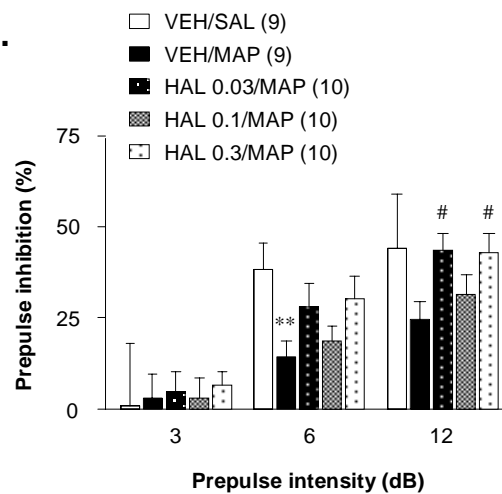 VEH/SAL (9)
VEH/MAP (9)
HAL 0.03/MAP (10)
HAL 0.1/MAP (10)
HAL 0.3/MAP (10)
Prepulse inhibition (%)
75
50
25
0
**
#
#
3 6 12
Prepulse intensity (dB)